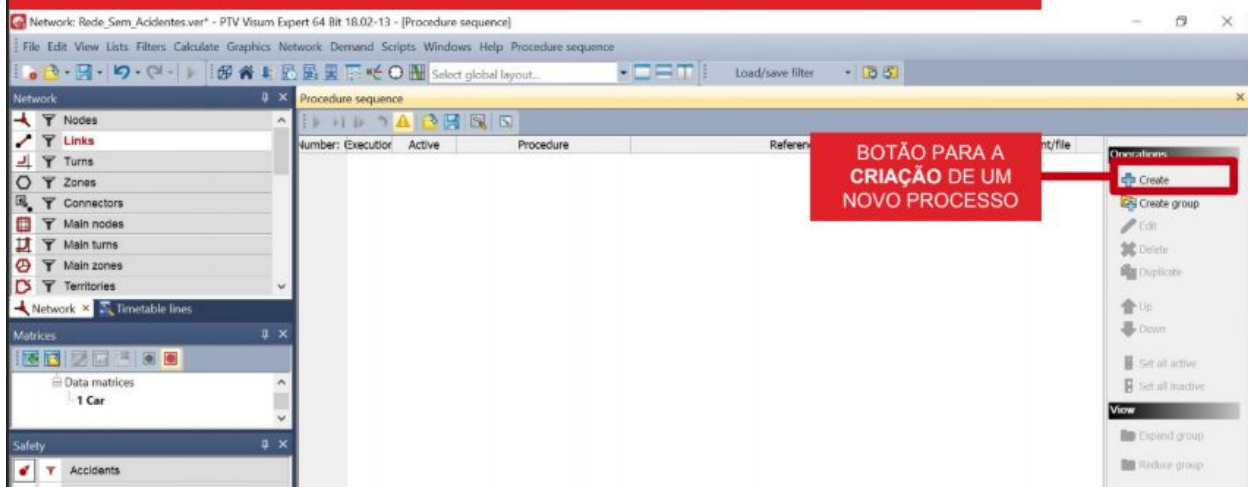 Network: Rede_Sem_Acidentes.ver* - PTV Visum Expert 64 Bit 18.02-13 - [Procedure sequence]
File Edit View Lists Filters Calculate Graphics Network Demand Scripts Windows Help Procedure sequence
Select global layout...
Load/save filter
Network
Nodes
Links
Turns
Zones
Connectors
Main nodes
Main turns
Main zones
Territories
Network
Timetable lines
Matrices
Data matrices
1 Car
Safety
Accidents
Procedure sequence
Number: Execution Active Procedure Referen nt/file
BOTÃO PARA A
CRIAÇÃO DE UM
NOVO PROCESSO
Operations
Create
Create group
Edit
Delete
Duplicate
Up
Down
Set all active
Set all inactive
View
Expand group
Reduce group